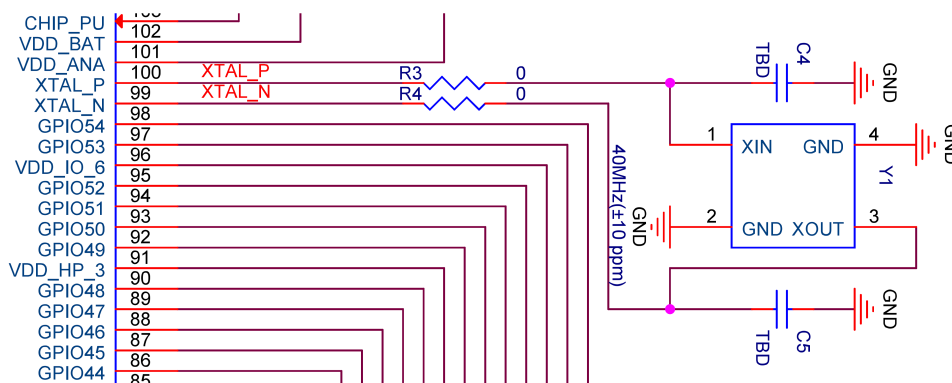 CHIP_PU
102
VDD_BAT
101
VDD_ANA
100
XTAL_P
XTAL_P
R3
0
99
XTAL_N
XTAL_N
R4
0
98
GPIO54
97
GPIO53
96
VDD_IO_6
95
GPIO52
94
GPIO51
93
GPIO50
92
GPIO49
91
VDD_HP_3
90
GPIO48
89
GPIO47
88
GPIO46
87
GPIO45
86
GPIO44
85
TBD
C4
GND
1
XIN
GND
4
GND
Y1
40MHz(±10 ppm)
GND
2
GND
XOUT
3
TBD
C5
GND